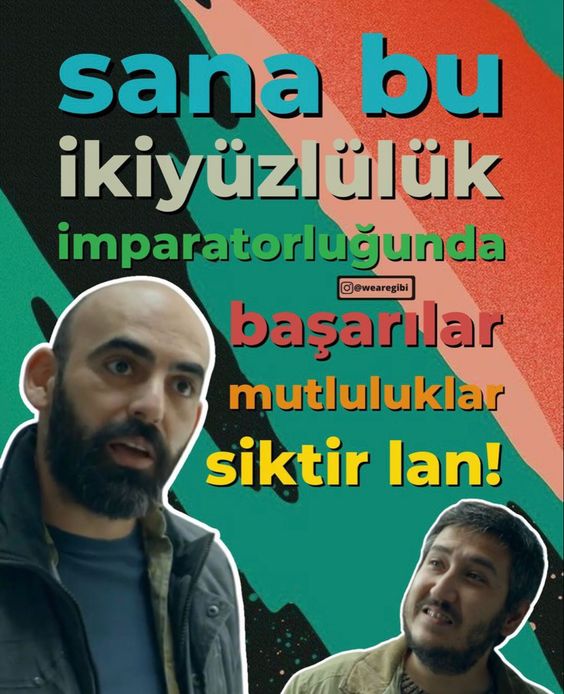 sana bu
ikiyüzlülük
imparatorluğunda
@wearegibi
başarılar
mutluluklar
siktir lan!